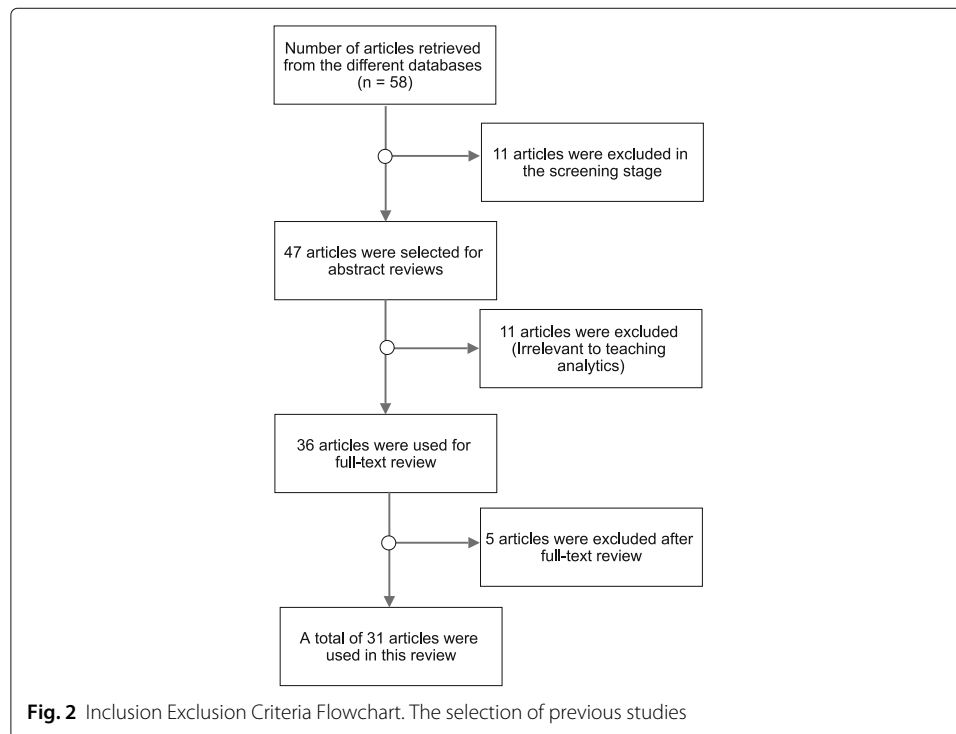 Number of articles retrieved
from the different databases
(n = 58)
11 articles were excluded in
the screening stage
47 articles were selected for
abstract reviews
11 articles were excluded
(Irrelevant to teaching
analytics)
36 articles were used for
full-text review
5 articles were excluded after
full-text review
A total of 31 articles were
used in this review
Fig. 2 Inclusion Exclusion Criteria Flowchart. The selection of previous studies